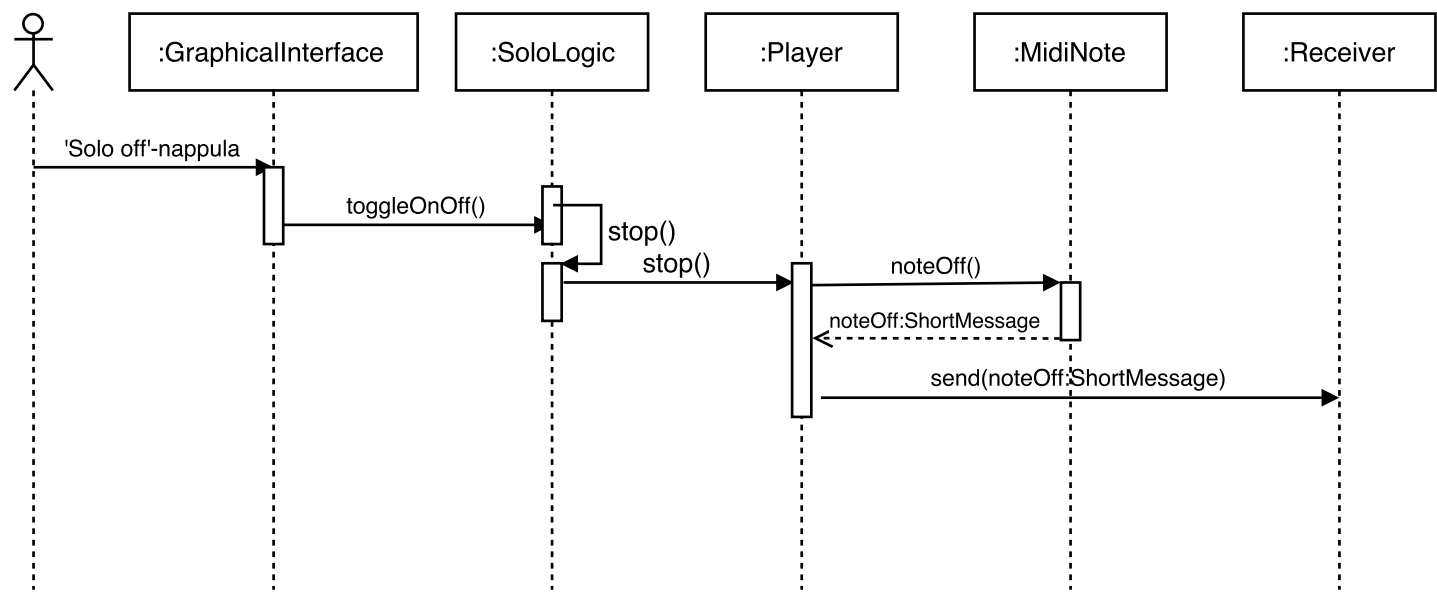 :GraphicalInterface
:SoloLogic
:Player
:MidiNote
:Receiver
'Solo off'-nappula
toggleOnOff()
stop()
stop()
noteOff()
noteOff:ShortMessage
send(noteOff:ShortMessage)